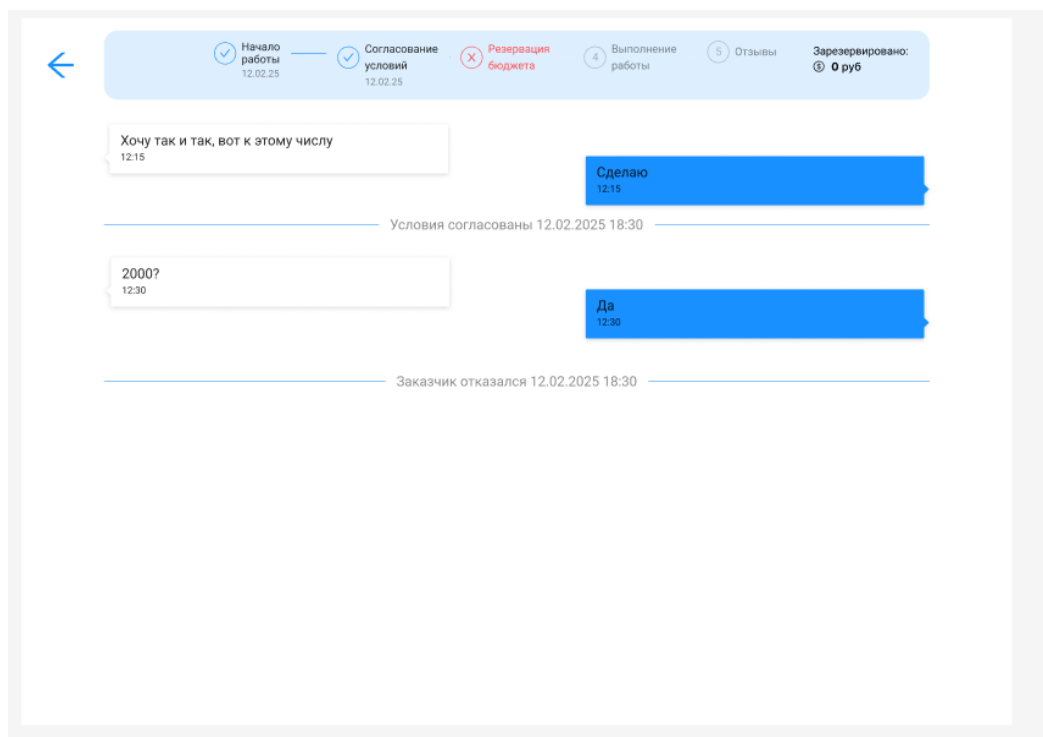 Начало
работы
12.02.25
Согласование
условий
12.02.25
Резервация
бюджета
4 Выполнение
работы
5 Отзывы
Зарезервировано:
0 руб
Хочу так и так, вот к этому числу
12:15
Сделаю
12:15
Условия согласованы 12.02.2025 18:30
2000?
12:30
Да
12:30
Заказчик отказался 12.02.2025 18:30